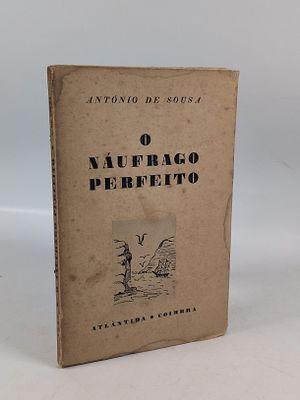 ANTÓNIO DE SOUSA
O
NÁUFRAGO
PERFEITO
ATLÂNTIDA • COIMBRA